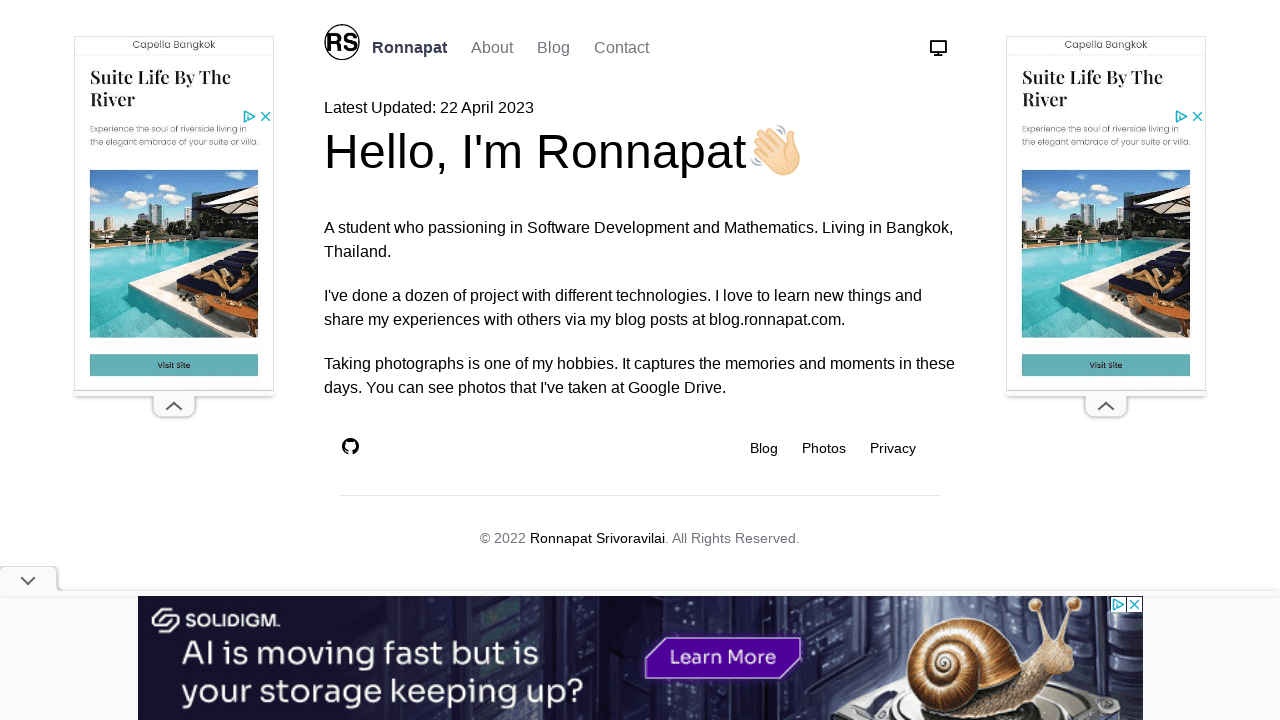 RS Ronnapat About Blog Contact
Capella Bangkok
Suite Life By The
River
Experience the soul of riverside living in
the elegant embrace of your suite or villa.
Visit Site
Latest Updated: 22 April 2023
Hello, I'm Ronnapat👋🏻
A student who passioning in Software Development and Mathematics. Living in Bangkok,
Thailand.
I've done a dozen of project with different technologies. I love to learn new things and
share my experiences with others via my blog posts at blog.ronnapat.com.
Taking photographs is one of my hobbies. It captures the memories and moments in these
days. You can see photos that I've taken at Google Drive.
Blog Photos Privacy
© 2022 Ronnapat Srivoravilai. All Rights Reserved.
Capella Bangkok
Suite Life By The
River
Experience the soul of riverside living in
the elegant embrace of your suite or villa.
Visit Site
SOLIDIGM.
AI is moving fast but is
your storage keeping up?
Learn More